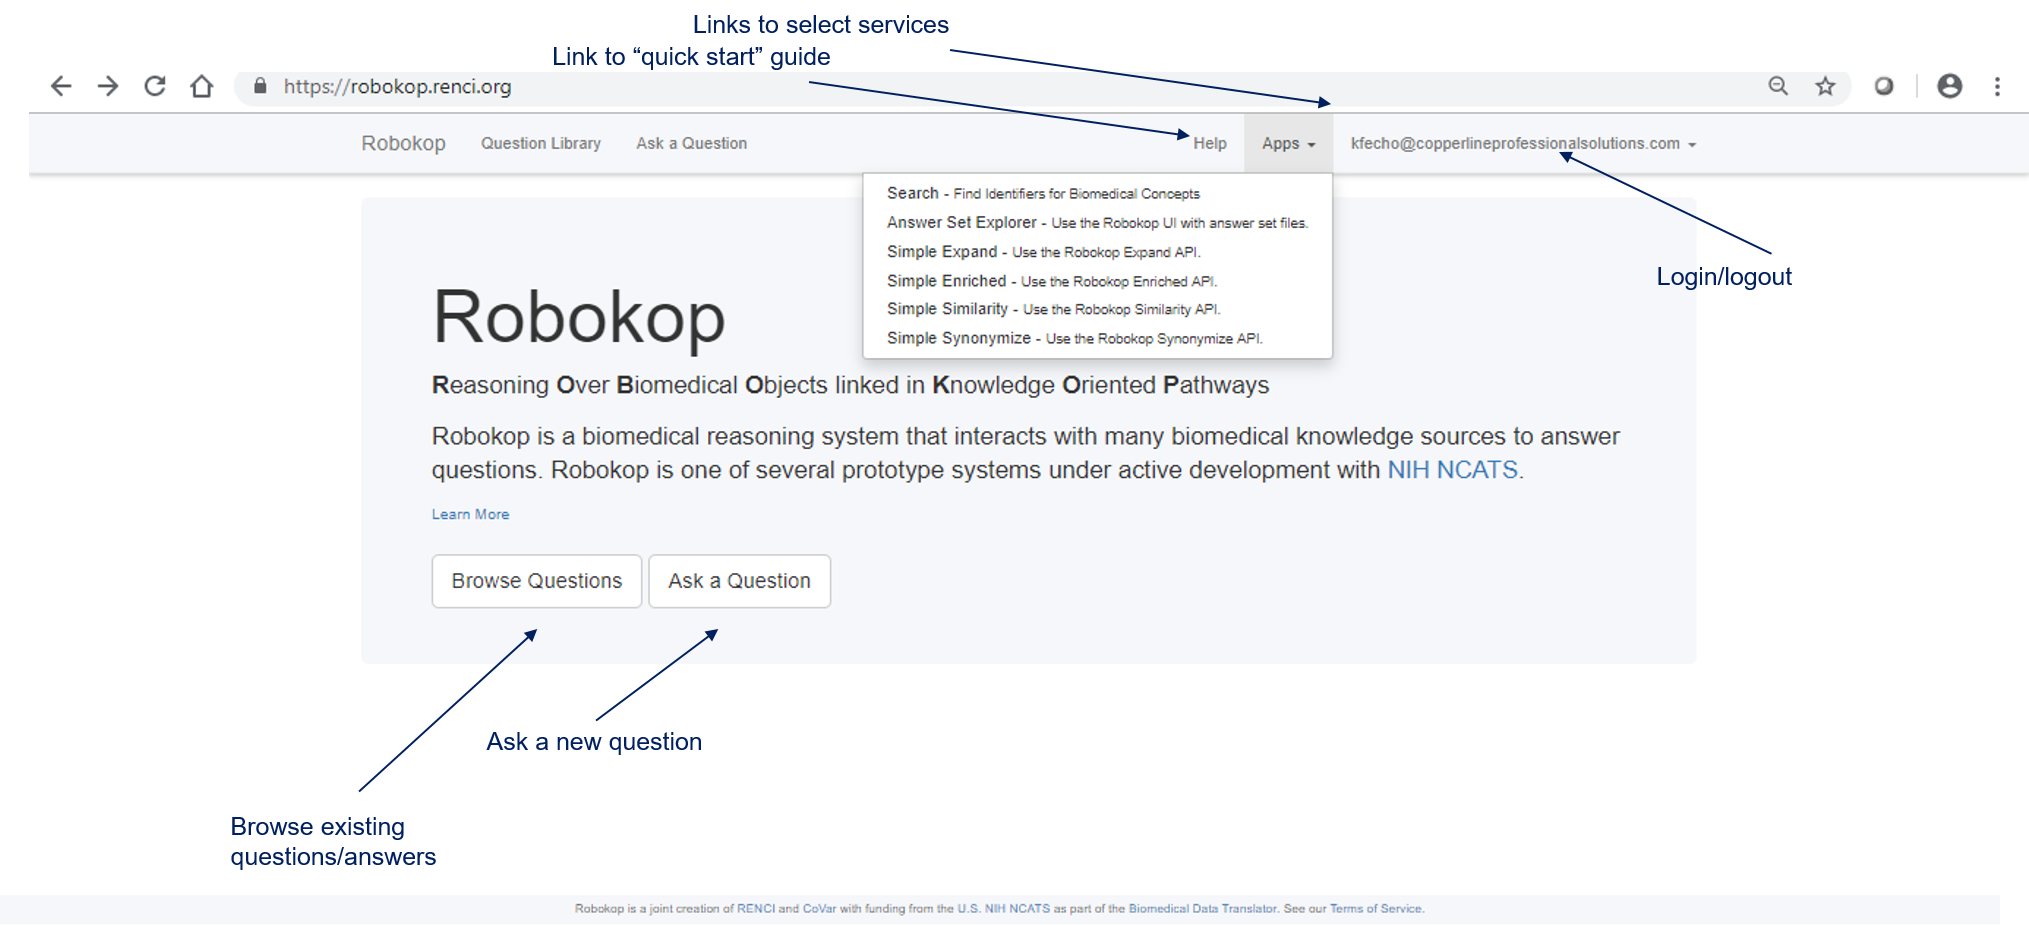 Links to select services
Link to “quick start” guide
https://robokop.renci.org
Robokop Question Library Ask a Question Help Apps kfecho@copperlineprofessionalsolutions.com
Search - Find Identifiers for Biomedical Concepts
Answer Set Explorer - Use the Robokop UI with answer set files.
Simple Expand - Use the Robokop Expand API.
Simple Enriched - Use the Robokop Enriched API.
Simple Similarity - Use the Robokop Similarity API.
Simple Synonymize - Use the Robokop Synonymize API.
Login/logout
Robokop
Reasoning Over Biomedical Objects linked in Knowledge Oriented Pathways
Robokop is a biomedical reasoning system that interacts with many biomedical knowledge sources to answer
questions. Robokop is one of several prototype systems under active development with NIH NCATS.
Learn More
Browse Questions Ask a Question
Ask a new question
Browse existing
questions/answers
Robokop is a joint creation of RENCI and CoVar with funding from the U.S. NIH NCATS as part of the Biomedical Data Translator. See our Terms of Service.